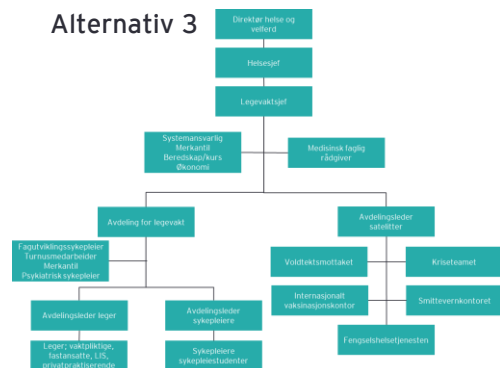 Alternativ 3
Direktør helse og
velferd
Helsesjef
Legevaktsjef
Systemansvarlig
Merkantil
Beredskap/kurs
Økonomi
Medisinsk faglig
rådgiver
Avdeling for legevakt
Fagutviklingssykepleier
Turnusmedarbeider
Merkantil
Psykiatrisk sykepleier
Avdelingsleder leger
Leger; vaktpliktige,
fastansatte, LIS,
privatpraktiserende
Avdelingsleder
sykepleiere
Sykepleiere
sykepleiestudenter
Avdelingsleder
satelitter
Voldtektsmottaket
Kriseteamet
Internasjonalt
vaksinasjonskontor
Smittevernkontoret
Fengselshelsetjenesten